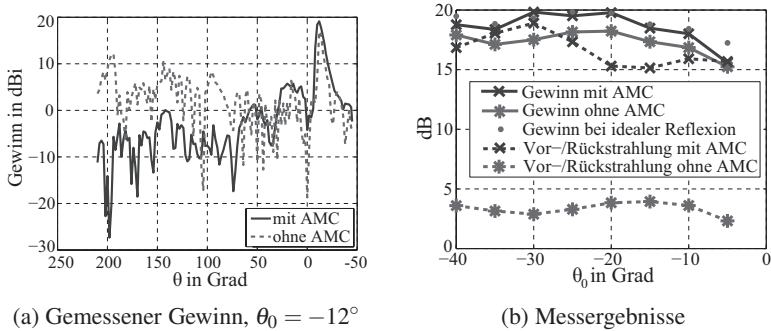 20
10
0
−10
−20
−30
Gewinn in dBi
250 200 150 100 50 0 -50
θ in Grad
mit AMC
ohne AMC
(a) Gemessener Gewinn, θ0 = −12°
20
15
10
5
0
dB
−40 −30 −20 −10 0
θ0 in Grad
Gewinn mit AMC
Gewinn ohne AMC
Gewinn bei idealer Reflexion
Vor−/Rückstrahlung mit AMC
Vor−/Rückstrahlung ohne AMC
(b) Messergebnisse